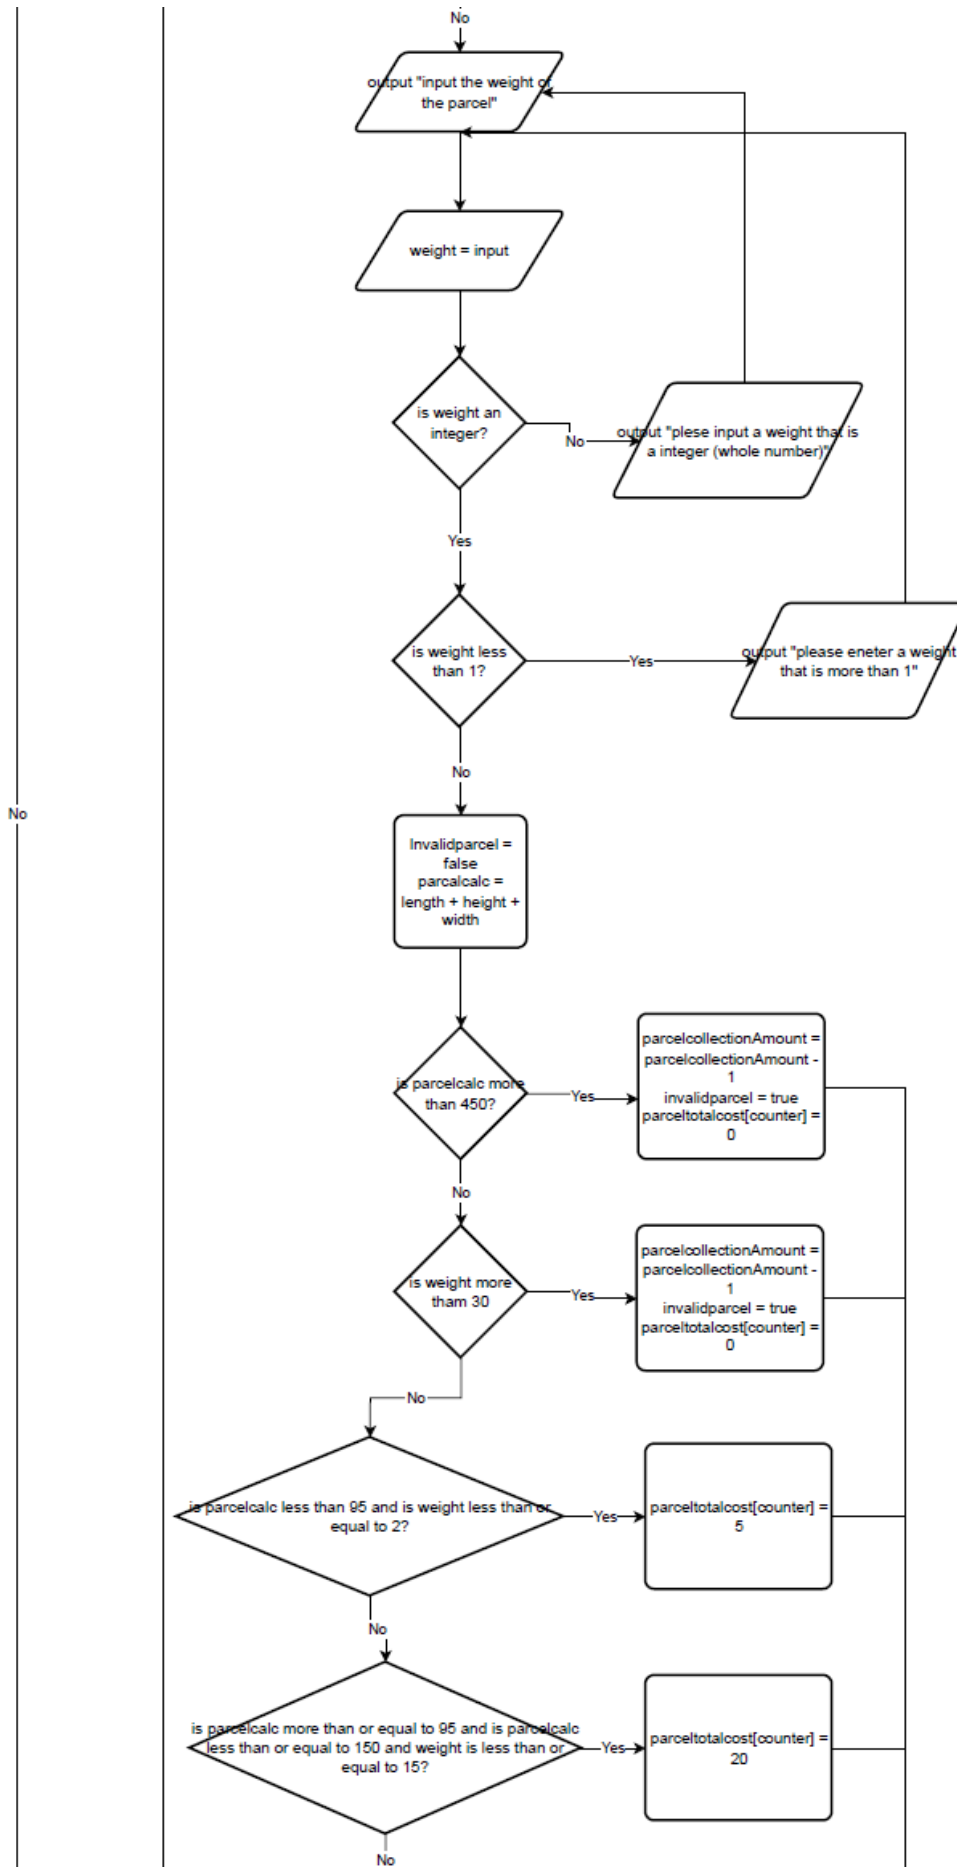 No
output "input the weight of
the parcel"
weight = input
is weight an
integer?
No
output "plese input a weight that is
a integer (whole number)"
Yes
is weight less
than 1?
Yes
output "please eneter a weight
that is more than 1"
No
No
Invalidparcel =
false
parcalcalc =
length + height +
width
is parcelcalc more
than 450?
Yes
parcelcollectionAmount =
parcelcollectionAmount -
1
invalidparcel = true
parceltotalcost[counter] =
0
No
is weight more
tham 30
Yes
parcelcollectionAmount =
parcelcollectionAmount -
1
invalidparcel = true
parceltotalcost[counter] =
0
No
is parcelcalc less than 95 and is weight less than or
equal to 2?
Yes
parceltotalcost[counter] =
5
No
is parcelcalc more than or equal to 95 and is parcelcalc
less than or equal to 150 and weight is less than or
equal to 15?
Yes
parceltotalcost[counter] =
20
No